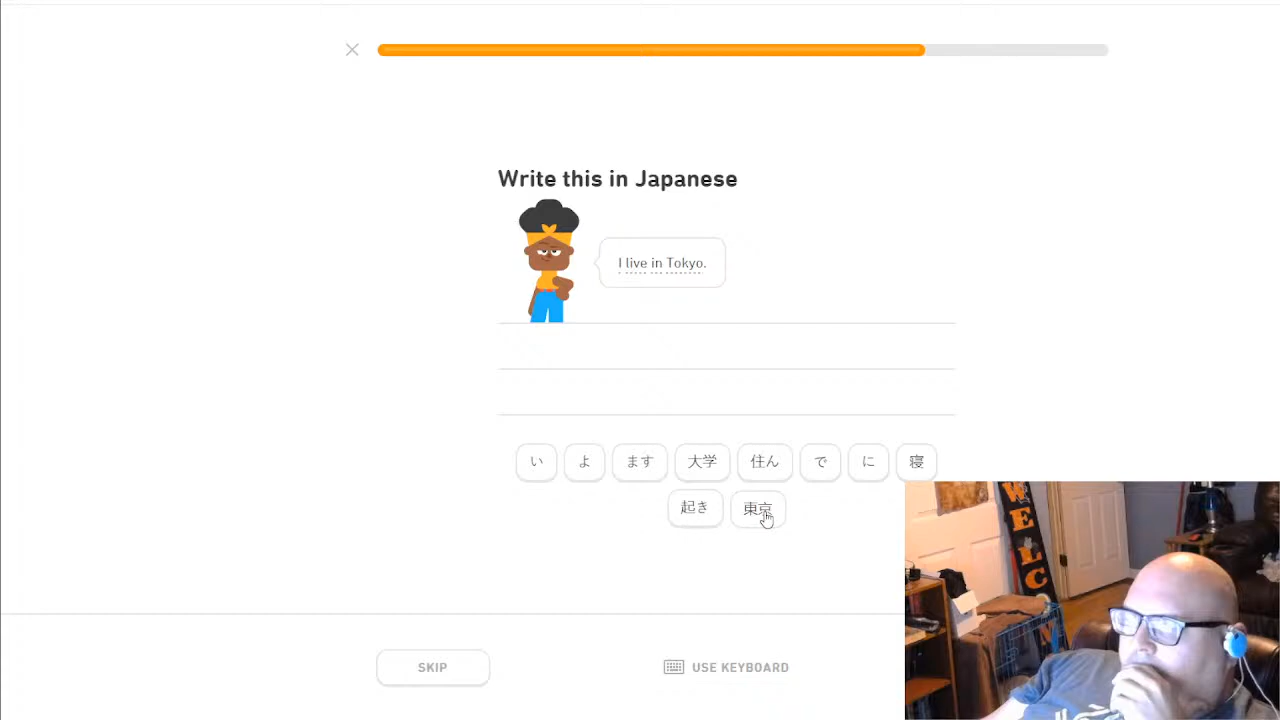 Write this in Japanese
I live in Tokyo.
い よ ます 大学 住ん で に 寝
起き 東京
SKIP USE KEYBOARD
WELC